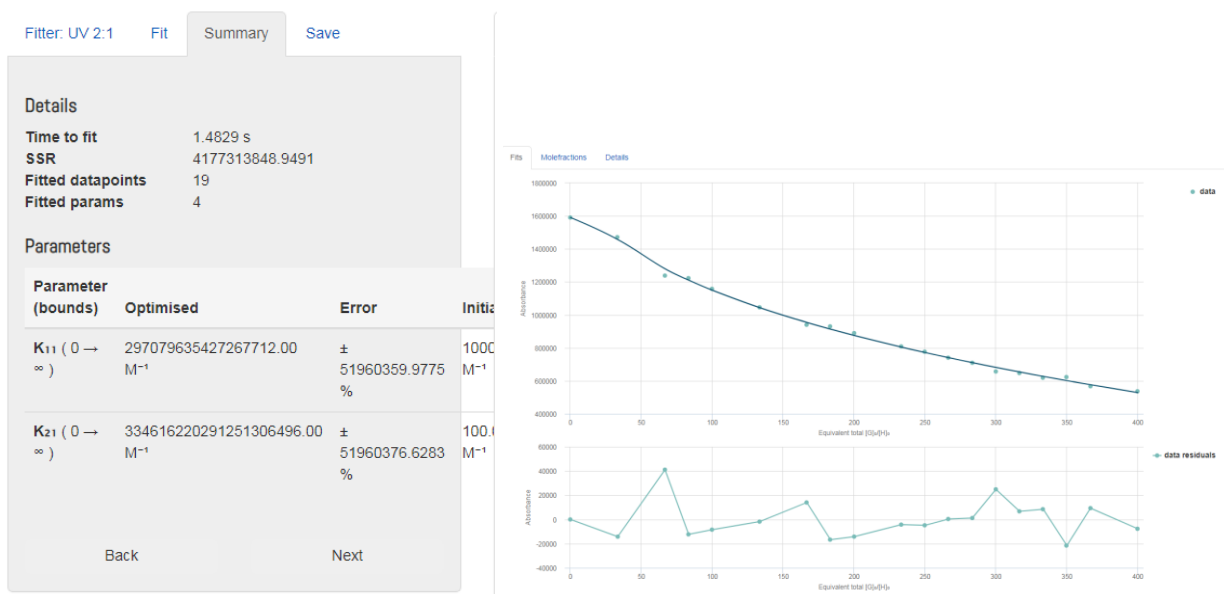 Fitter: UV 2:1 Fit Summary Save
Details
Time to fit 1.4829 s
SSR 4177313848.9491
Fitted datapoints 19
Fitted params 4
Parameters
Parameter
(bounds) Optimised Error Initia
K₁₁ ( 0 → 297079635427267712.00 ± 1000
∞ ) M⁻¹ 51960359.9775 M⁻¹
%
K₂₁ ( 0 → 334616220291251306496.00 ± 100.0
∞ ) M⁻¹ 51960376.6283 M⁻¹
%
Back Next
Fits Molefractions Details
data
1800000
1600000
1400000
1200000
1000000
800000
600000
400000
Absorbance
0 50 100 150 200 250 300 350 400
Equivalent total [G]₀/[H]₀
data residuals
60000
40000
20000
0
-20000
-40000
Absorbance
0 50 100 150 200 250 300 350 400
Equivalent total [G]₀/[H]₀